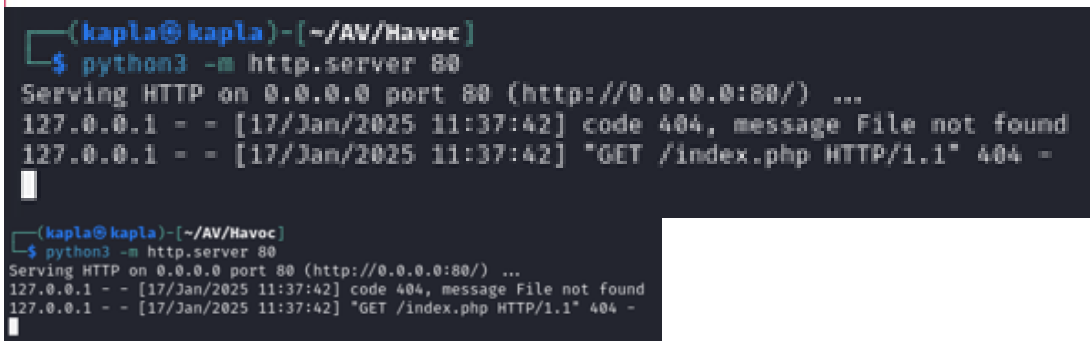 ┌──(kapla㉿kapla)-[~/AV/Havoc]
└─$ python3 -m http.server 80
Serving HTTP on 0.0.0.0 port 80 (http://0.0.0.0:80/) ...
127.0.0.1 - - [17/Jan/2025 11:37:42] code 404, message File not found
127.0.0.1 - - [17/Jan/2025 11:37:42] "GET /index.php HTTP/1.1" 404 -
┌──(kapla㉿kapla)-[~/AV/Havoc]
└─$ python3 -m http.server 80
Serving HTTP on 0.0.0.0 port 80 (http://0.0.0.0:80/) ...
127.0.0.1 - - [17/Jan/2025 11:37:42] code 404, message File not found
127.0.0.1 - - [17/Jan/2025 11:37:42] "GET /index.php HTTP/1.1" 404 -